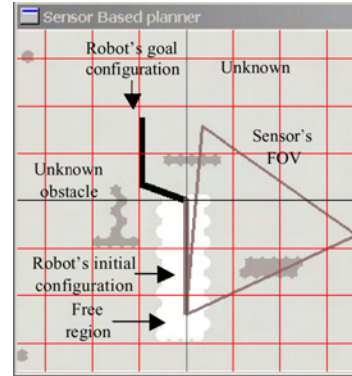 Sensor Based planner
Robot's goal
configuration
Unknown
Sensor's
FOV
Unknown
obstacle
Robot's initial
configuration
Free
region